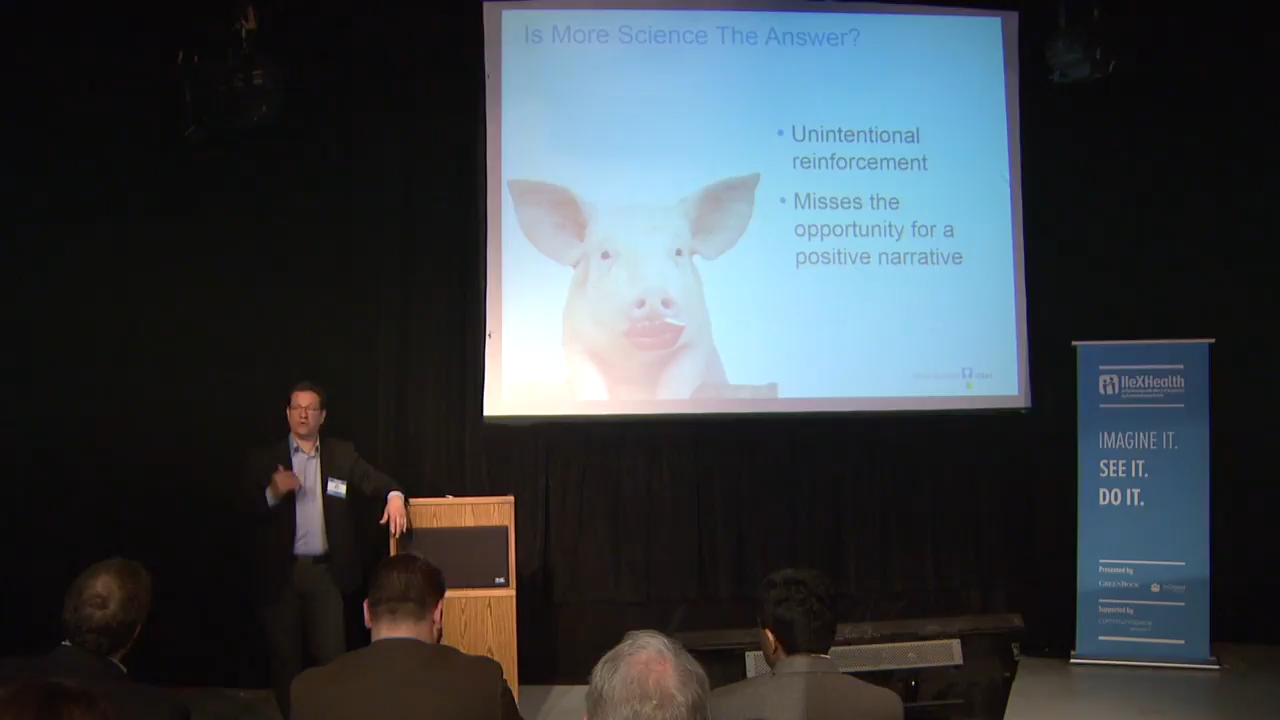 Is More Science The Answer?
• Unintentional
reinforcement
• Misses the
opportunity for a
positive narrative
IIeXHealth
IMAGINE IT.
SEE IT.
DO IT.
Presented by
GREENBOOK
Supported by